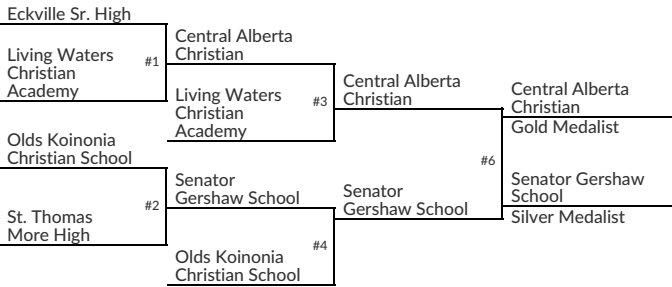 Eckville Sr. High
Living Waters
Christian
Academy
#1
Olds Koinonia
Christian School
St. Thomas
More High
#2
Central Alberta
Christian
Living Waters
Christian
Academy
#3
Senator
Gershaw School
Olds Koinonia
Christian School
#4
Central Alberta
Christian
Senator
Gershaw School
#6
Central Alberta
Christian
Gold Medalist
Senator Gershaw
School
Silver Medalist